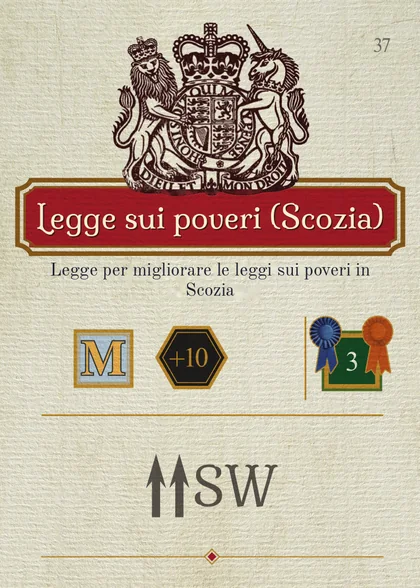 37
DIEU ET MON DROIT
Legge sui poveri (Scozia)
Legge per migliorare le leggi sui poveri in
Scozia
M +10 3
SW